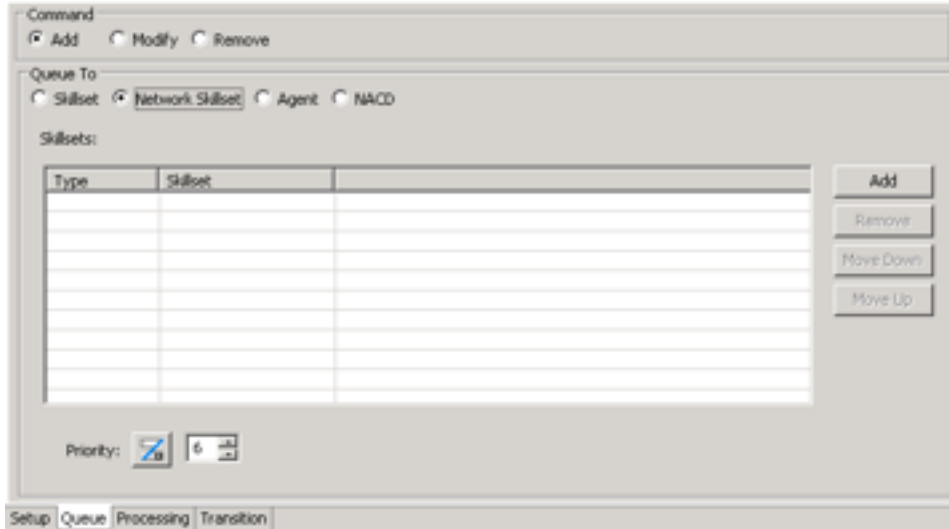 Command
Add Modify Remove
Queue To
Skillset Network Skillset Agent NACD
Skillsets:
Type Skillset
Add
Remove
Move Down
Move Up
Priority: 6
Setup Queue Processing Transition